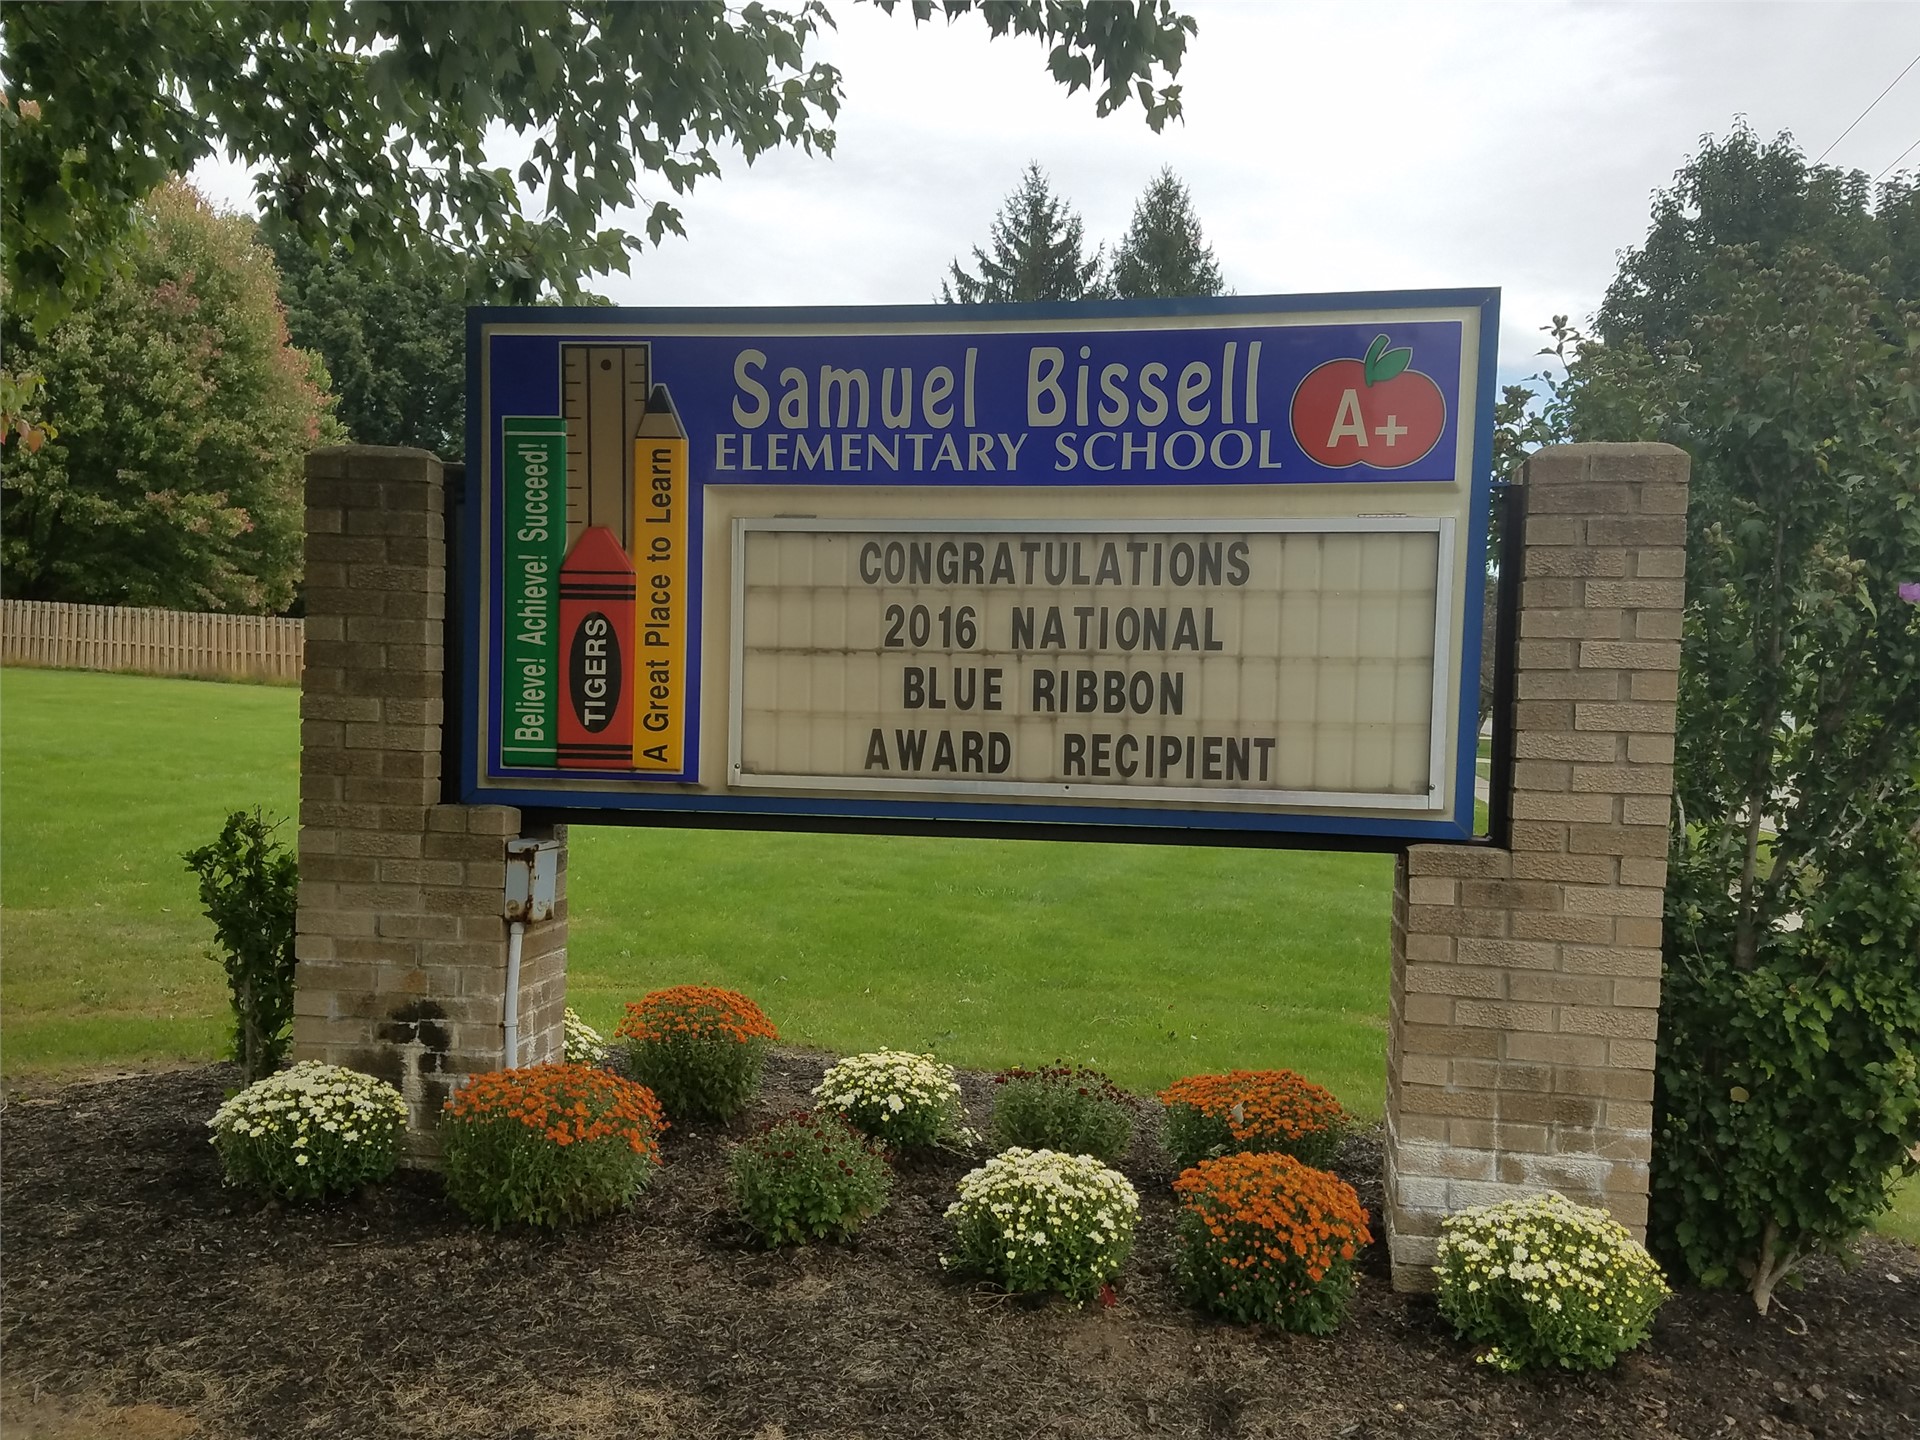 Samuel Bissell
ELEMENTARY SCHOOL
A+
Believe! Achieve! Succeed!
TIGERS
A Great Place to Learn
CONGRATULATIONS
2016 NATIONAL
BLUE RIBBON
AWARD RECIPIENT